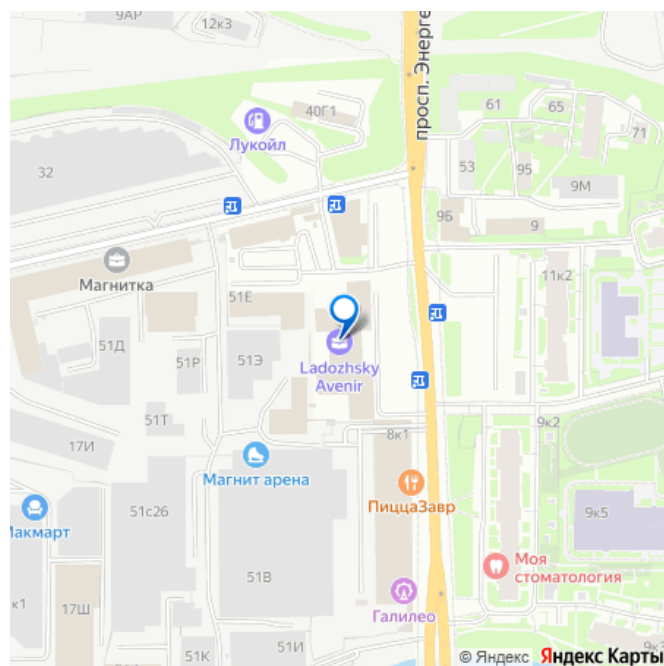 9АР
12к3
просп. Энерге
40Г1
Лукойл
61
65
71
53
95
9М
32
9Б
9
Магнитка
11к2
51Е
51Д
51Р
51Э
Ladozhsky
Avenir
51Т
17И
8к1
9к2
Магнит арена
ПиццаЗавр
Макмарт
51с26
9к5
Моя
стоматология
51В
к1
17Ш
Галилео
51И
51К
9к
© Яндекс Яндекс Карты